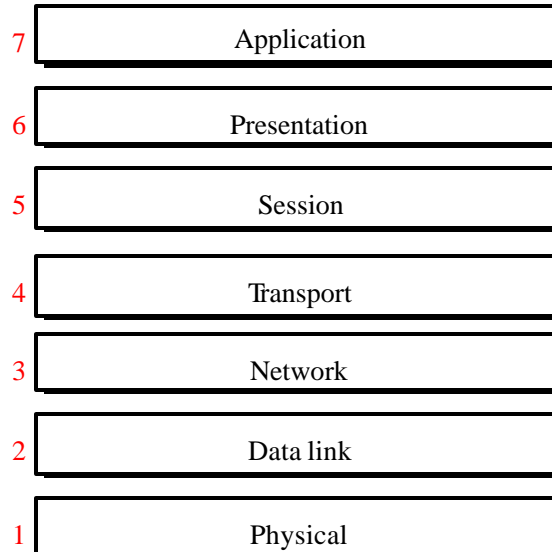 7 Application
6 Presentation
5 Session
4 Transport
3 Network
2 Data link
1 Physical